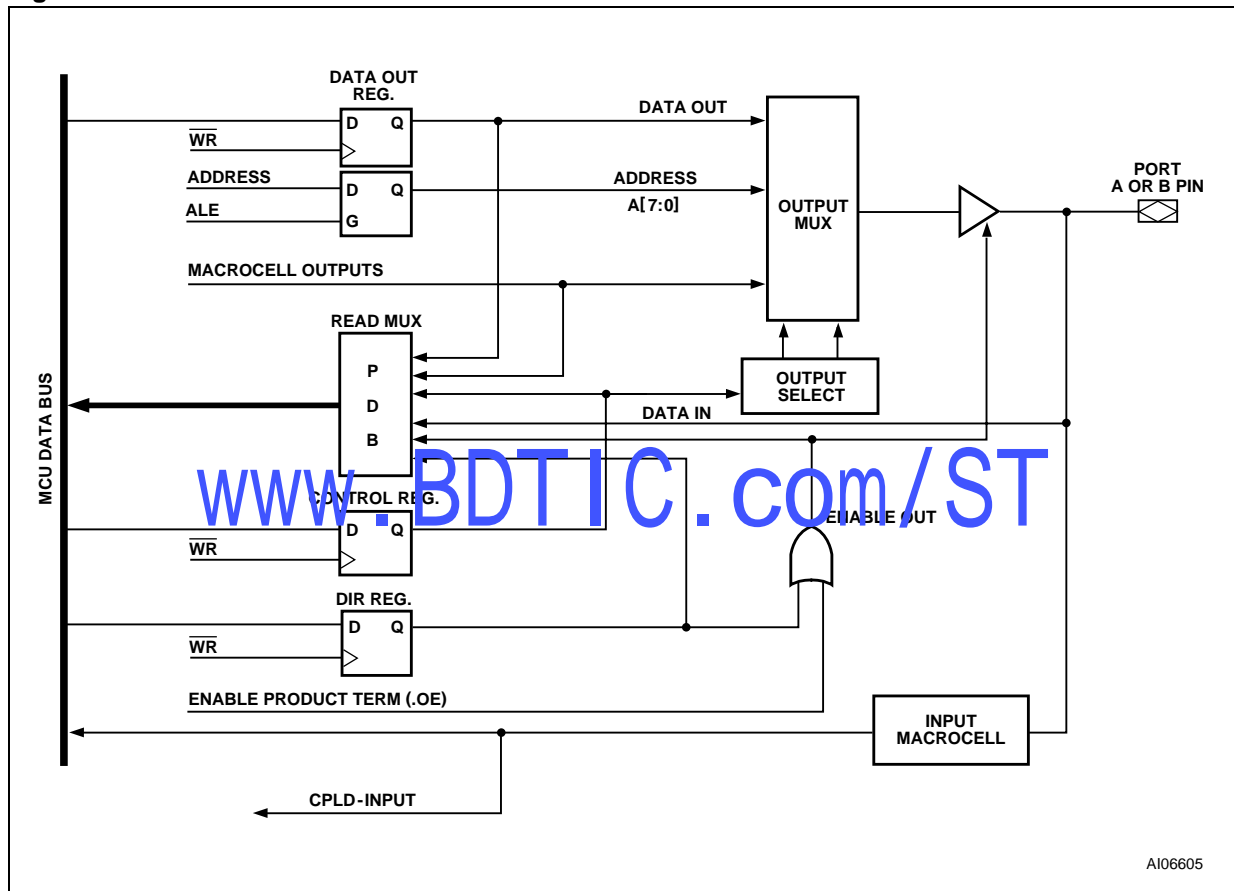 DATA OUT
REG.
D Q
WR
DATA OUT
ADDRESS
D Q
ALE
G
ADDRESS
A[7:0]
OUTPUT
MUX
PORT
A OR B PIN
MACROCELL OUTPUTS
READ MUX
P
D
B
OUTPUT
SELECT
DATA IN
MCU DATA BUS
www.BDTIC.com/ST
CONTROL REG.
D Q
WR
ENABLE OUT
DIR REG.
D Q
WR
ENABLE PRODUCT TERM (.OE)
INPUT
MACROCELL
CPLD-INPUT
AI06605